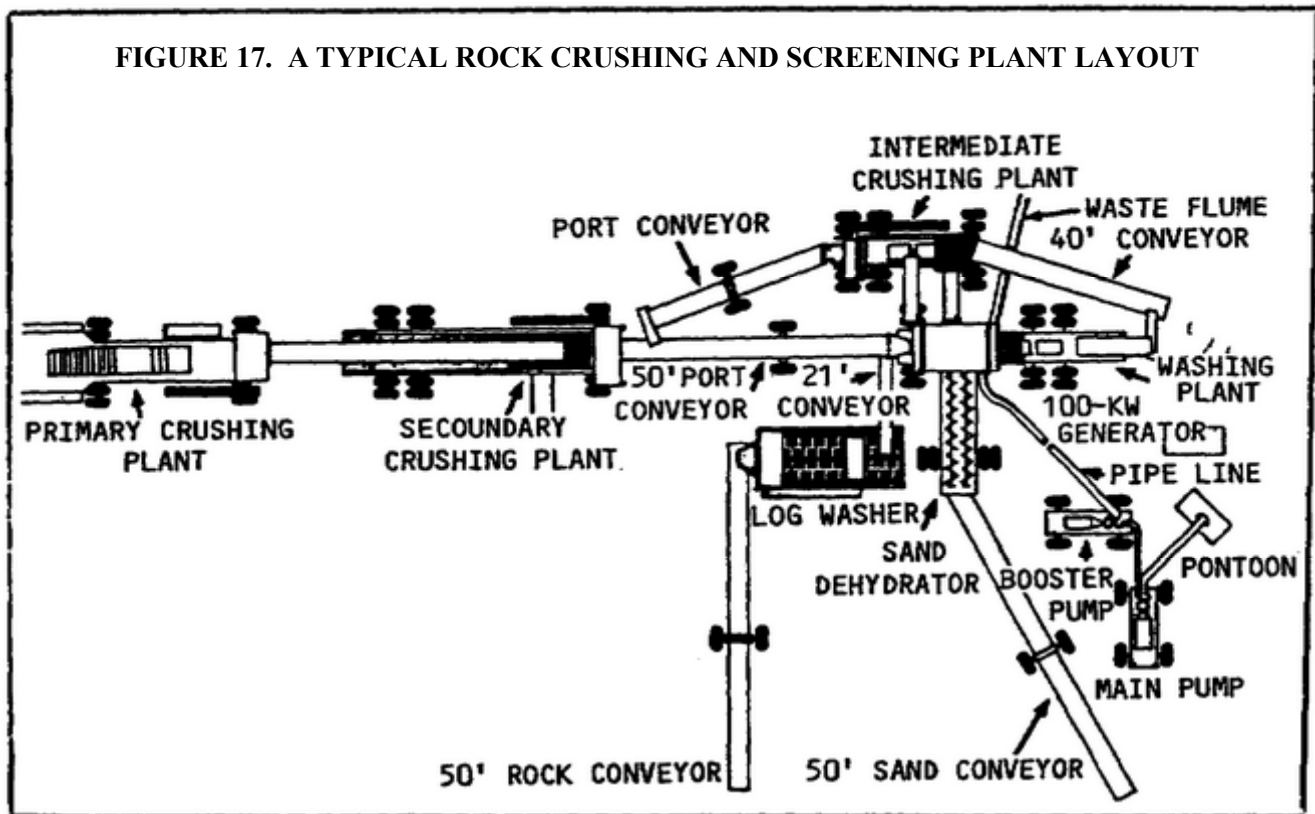 FIGURE 17. A TYPICAL ROCK CRUSHING AND SCREENING PLANT LAYOUT
INTERMEDIATE
CRUSHING PLANT
PORT CONVEYOR
WASTE FLUME
40' CONVEYOR
PRIMARY CRUSHING
PLANT
SECOUNDARY
CRUSHING PLANT
50'PORT
CONVEYOR
21'
CONVEYOR
WASHING
PLANT
100-KW
GENERATOR
PIPE LINE
LOG WASHER
SAND
DEHYDRATOR
BOOSTER
PUMP
PONTOON
MAIN PUMP
50' ROCK CONVEYOR
50' SAND CONVEYOR